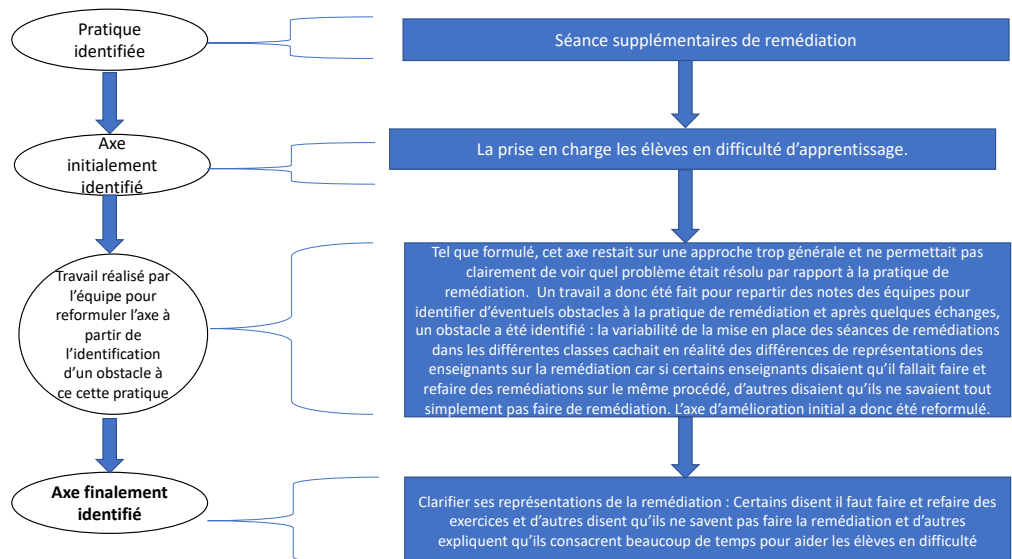 Pratique
identifiée
Séance supplémentaires de remédiation
Axe
initialement
identifié
La prise en charge les élèves en difficulté d'apprentissage.
Travail réalisé par
l'équipe pour
reformuler l'axe à
partir de
l'identification
d'un obstacle à
ce cette pratique
Tel que formulé, cet axe restait sur une approche trop générale et ne permettait pas
clairement de voir quel problème était résolu par rapport à la pratique de
remédiation. Un travail a donc été fait pour repartir des notes des équipes pour
identifier d'éventuels obstacles à la pratique de remédiation et après quelques échanges,
un obstacle a été identifié : la variabilité de la mise en place des séances de remédiations
dans les différentes classes cachait en réalité des différences de représentations des
enseignants sur la remédiation car si certains enseignants disaient qu'il fallait faire et
refaire des remédiations sur le même procédé, d'autres disaient qu'ils ne savaient tout
simplement pas faire de remédiation. L'axe d'amélioration initial a donc été reformulé.
Axe finalement
identifié
Clarifier ses représentations de la remédiation : Certains disent il faut faire et refaire des
exercices et d'autres disent qu'ils ne savent pas faire la remédiation et d'autres
expliquent qu'ils consacrent beaucoup de temps pour aider les élèves en difficulté